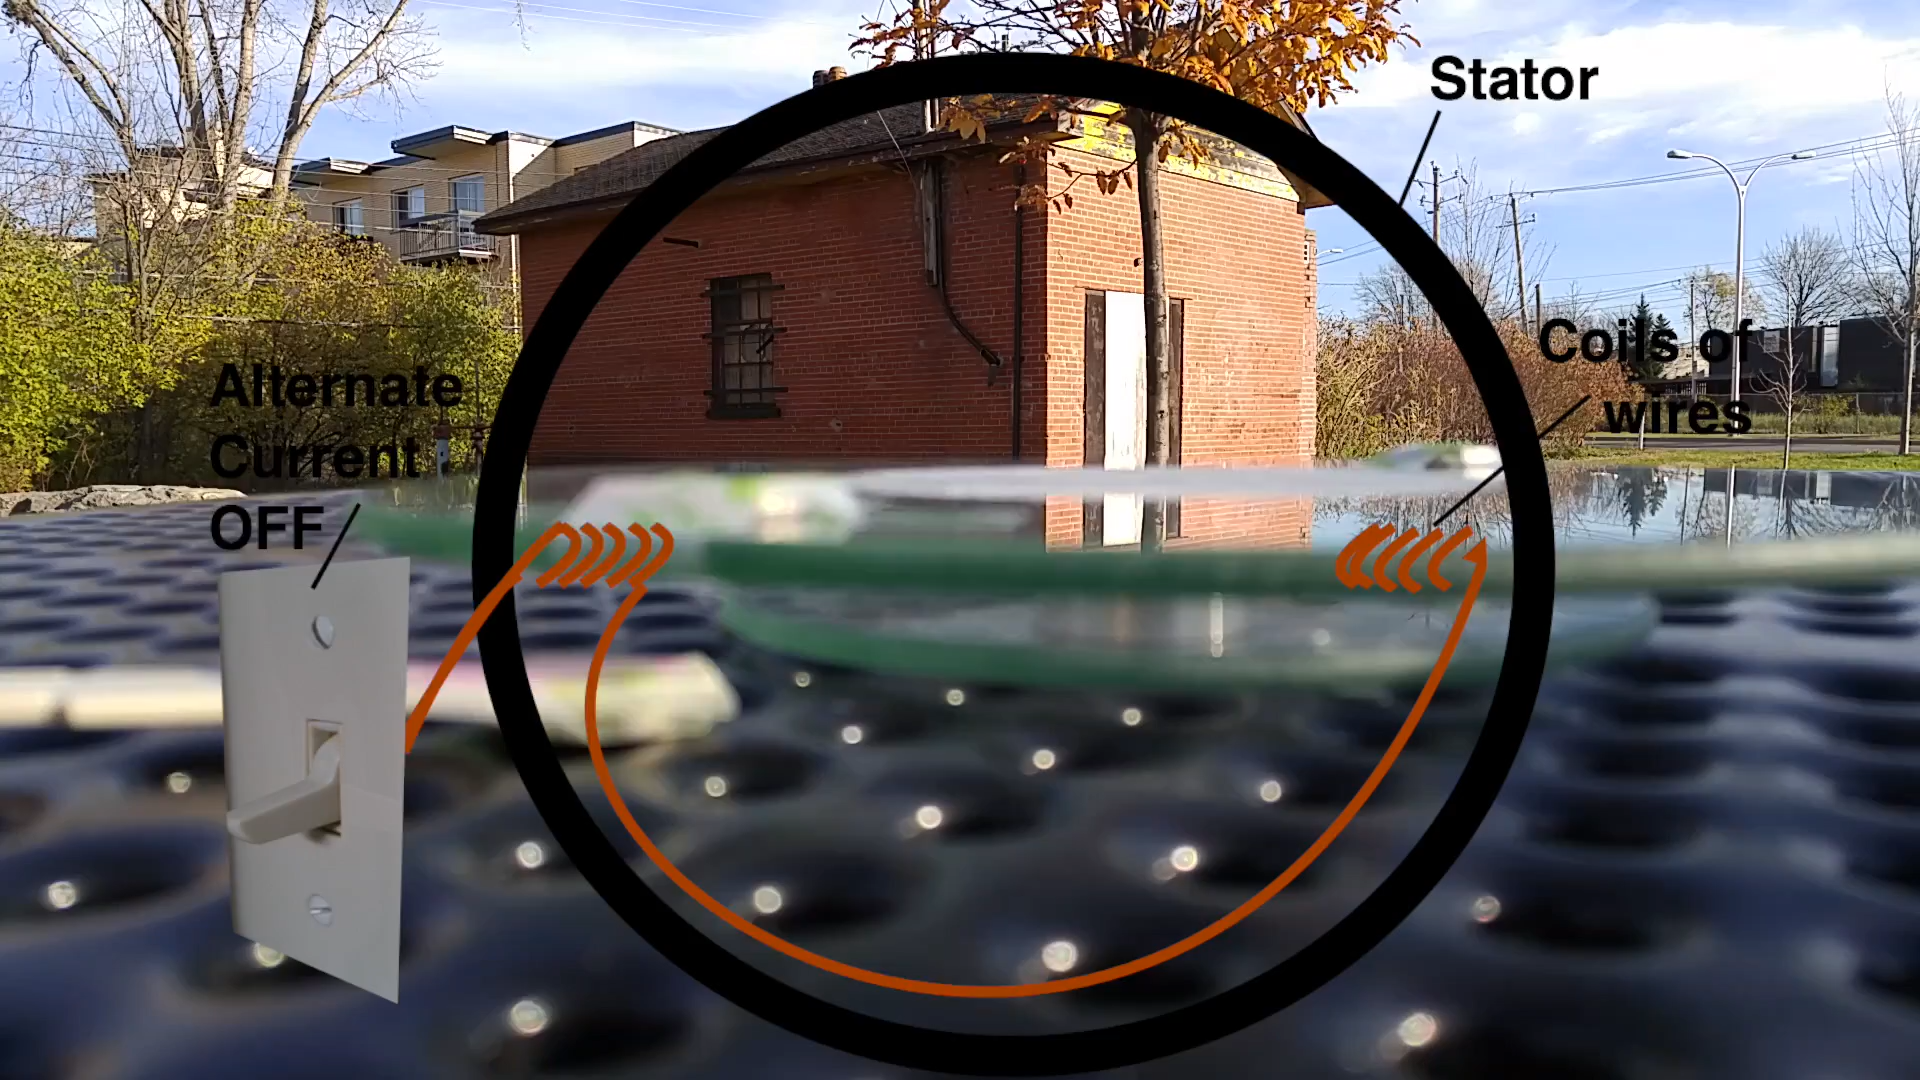 Stator
Coils of
wires
Alternate
Current
OFF